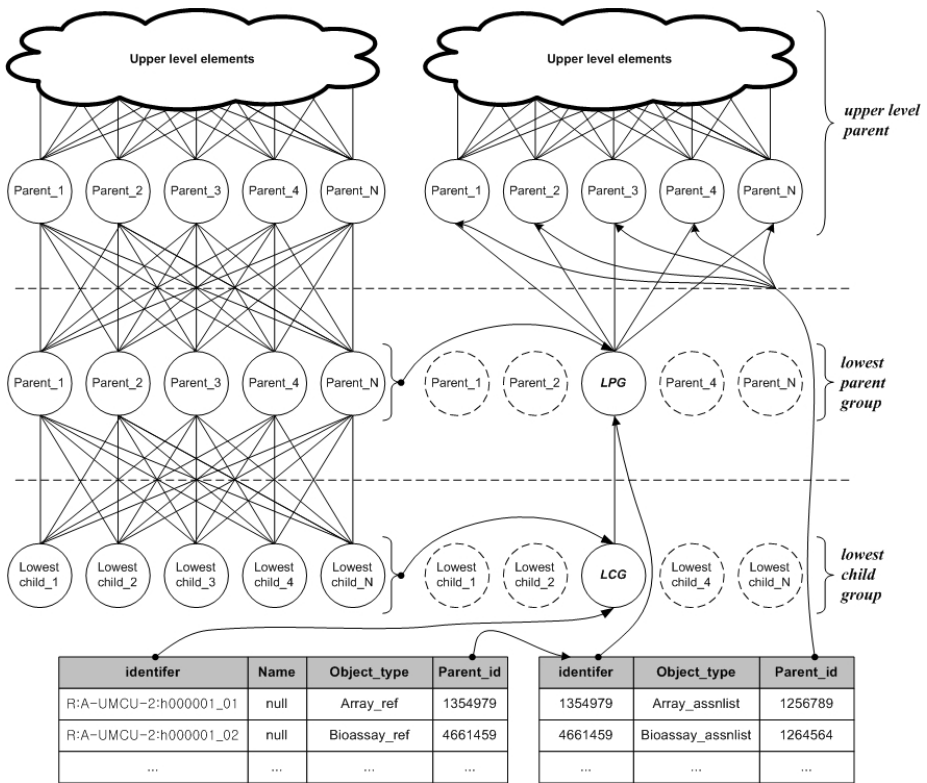 Upper level elements
Upper level elements
upper level
parent
Parent_1
Parent_2
Parent_3
Parent_4
Parent_N
Parent_1
Parent_2
Parent_3
Parent_4
Parent_N
Parent_1
Parent_2
Parent_3
Parent_4
Parent_N
Parent_1
Parent_2
LPG
Parent_4
Parent_N
lowest
parent
group
Lowest
child_1
Lowest
child_2
Lowest
child_3
Lowest
child_4
Lowest
child_N
Lowest
child_1
Lowest
child_2
LCG
Lowest
child_4
Lowest
child_N
lowest
child
group
identifer Name Object_type Parent_id
R:A-UMCU-2:h000001_01 null Array_ref 1354979
R:A-UMCU-2:h000001_02 null Bioassay_ref 4661459
... ... ... ...
identifer Object_type Parent_id
1354979 Array_assnlist 1256789
4661459 Bioassay_assnlist 1264564
... ... ...